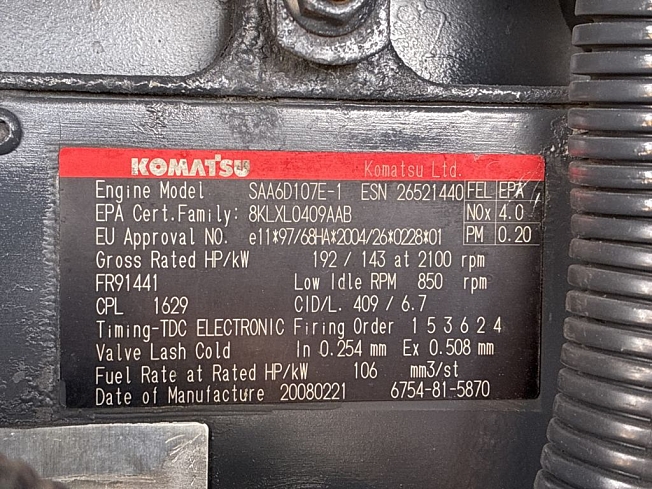 KOMATSU Komatsu Ltd.
Engine Model SAA6D107E-1 ESN 26521440 FEL EPA
EPA Cert.Family: 8KLXL0409AAB NOx 4.0
EU Approval NO. e11*97/68HA*2004/26*0228*01 PM 0.20
Gross Rated HP/kW 192 / 143 at 2100 rpm
FR91441 Low Idle RPM 850 rpm
CPL 1629 CID/L. 409 / 6.7
Timing-TDC ELECTRONIC Firing Order 1 5 3 6 2 4
Valve Lash Cold In 0.254 mm Ex 0.508 mm
Fuel Rate at Rated HP/kW 106 mm3/st
Date of Manufacture 20080221 6754-81-5870